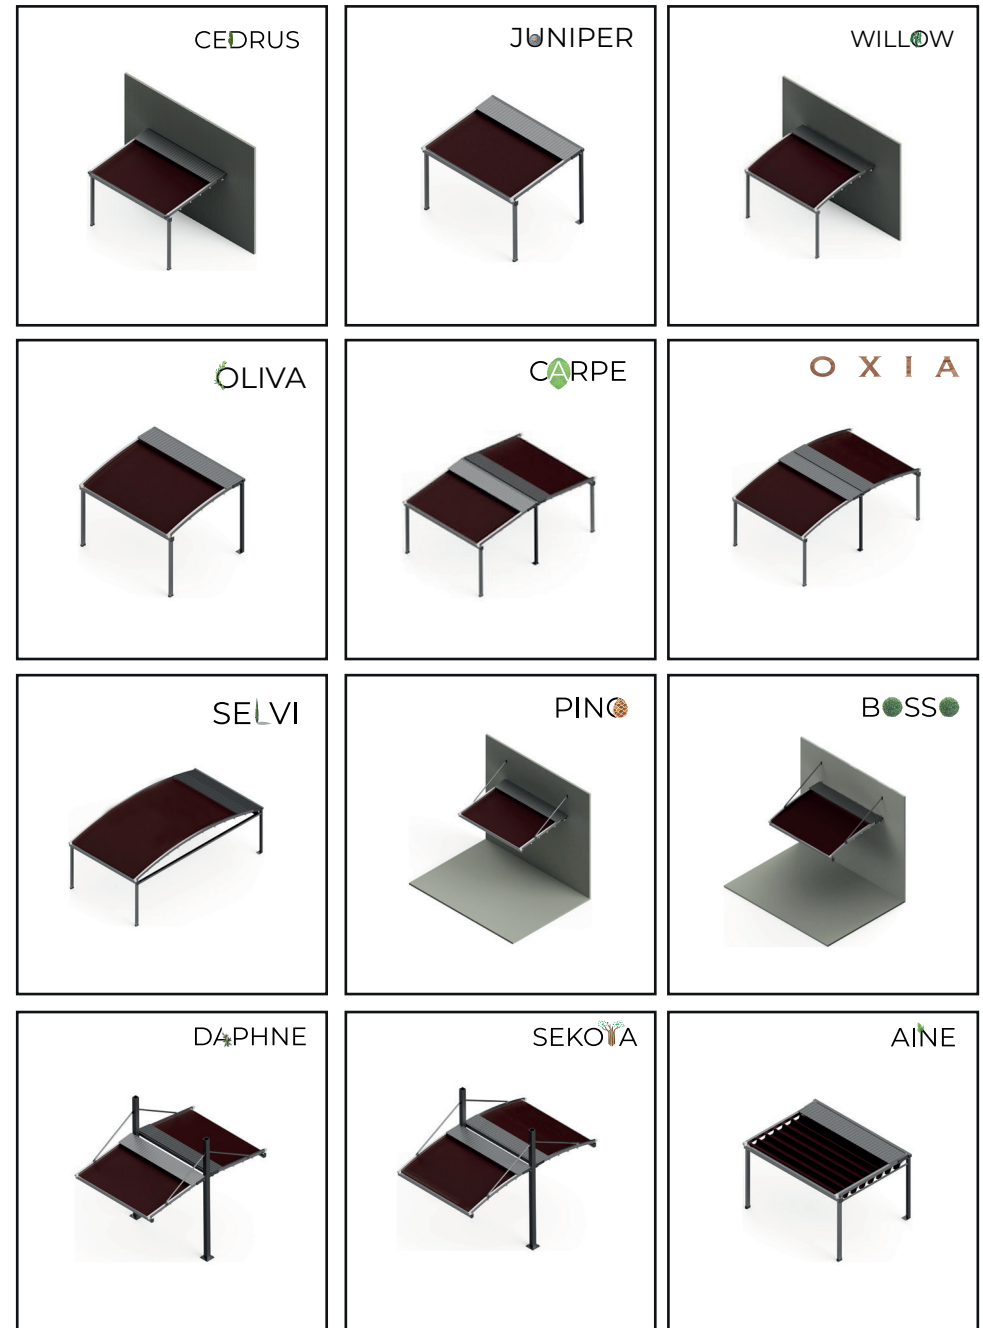 CEDRUS
JUNIPER
WILLOW
OLIVA
CARPE
OXIA
SELVI
PINO
BOSSO
DAPHNE
SEKOYA
AINE